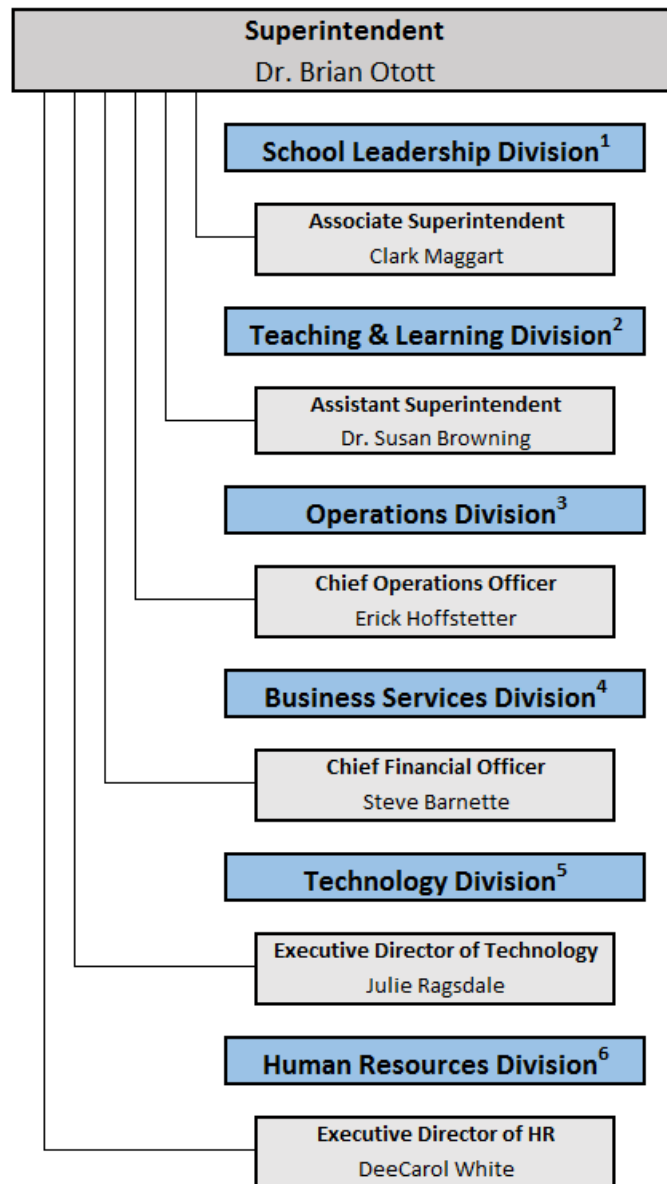 Superintendent
Dr. Brian Otott
School Leadership Division¹
Associate Superintendent
Clark Maggart
Teaching & Learning Division²
Assistant Superintendent
Dr. Susan Browning
Operations Division³
Chief Operations Officer
Erick Hoffstetter
Business Services Division⁴
Chief Financial Officer
Steve Barnette
Technology Division⁵
Executive Director of Technology
Julie Ragsdale
Human Resources Division⁶
Executive Director of HR
DeeCarol White